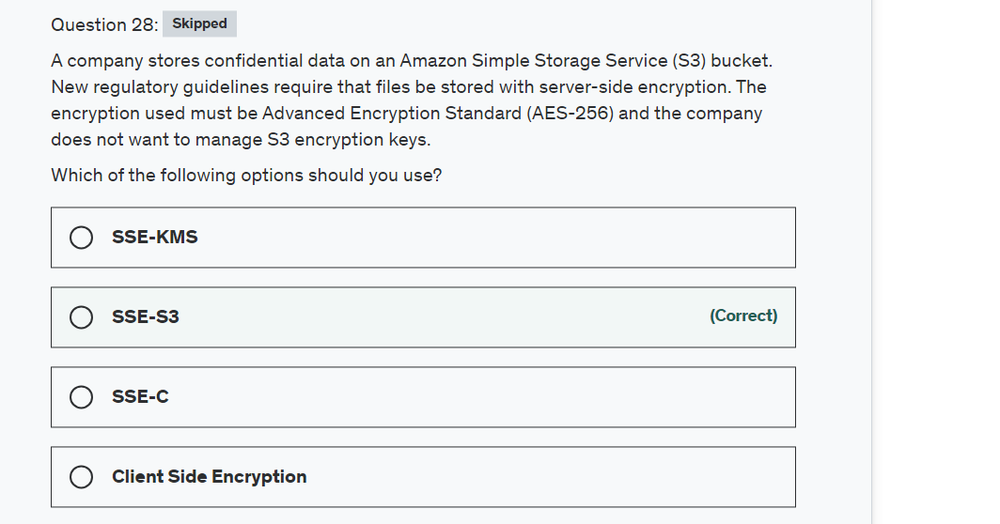 Question 28: Skipped
A company stores confidential data on an Amazon Simple Storage Service (S3) bucket.
New regulatory guidelines require that files be stored with server-side encryption. The
encryption used must be Advanced Encryption Standard (AES-256) and the company
does not want to manage S3 encryption keys.
Which of the following options should you use?
SSE-KMS
SSE-S3 (Correct)
SSE-C
Client Side Encryption